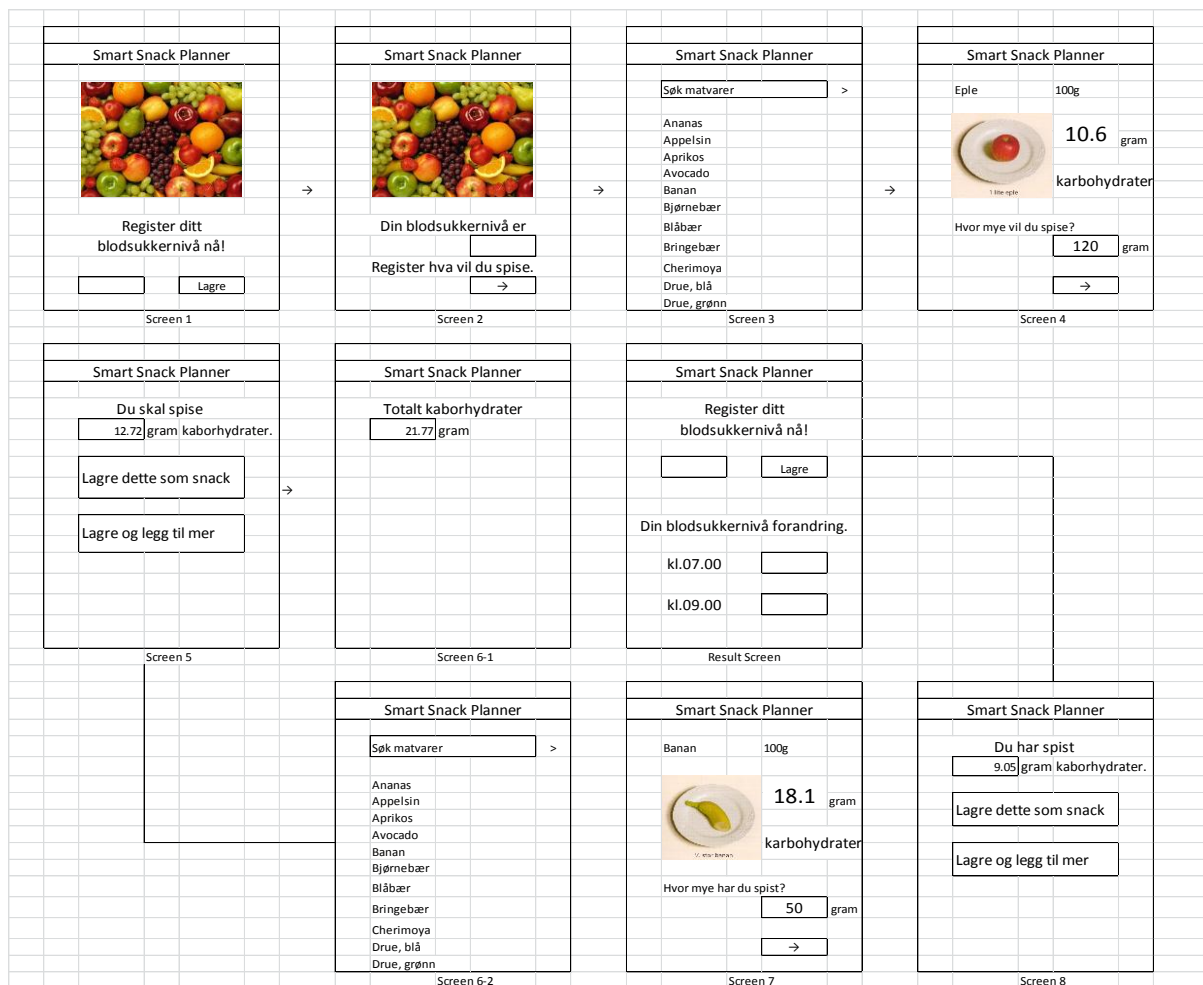 Smart Snack Planner
Register ditt
blodsukkernivå nå!
Lagre
Screen 1
→
Smart Snack Planner
Din blodsukkernivå er
Register hva vil du spise.
→
Screen 2
→
Smart Snack Planner
Søk matvarer >
Ananas
Appelsin
Aprikos
Avocado
Banan
Bjørnebær
Blåbær
Bringebær
Cherimoya
Drue, blå
Drue, grønn
Screen 3
→
Smart Snack Planner
Eple 100g
10.6 gram
1 lite eple
karbohydrater
Hvor mye vil du spise?
120 gram
→
Screen 4
Smart Snack Planner
Du skal spise
12.72 gram kaborhydrater.
Lagre dette som snack
Lagre og legg til mer
Screen 5
→
Smart Snack Planner
Totalt kaborhydrater
21.77 gram
Screen 6-1
Smart Snack Planner
Register ditt
blodsukkernivå nå!
Lagre
Din blodsukkernivå forandring.
kl.07.00
kl.09.00
Result Screen
Smart Snack Planner
Søk matvarer >
Ananas
Appelsin
Aprikos
Avocado
Banan
Bjørnebær
Blåbær
Bringebær
Cherimoya
Drue, blå
Drue, grønn
Screen 6-2
Smart Snack Planner
Banan 100g
18.1 gram
karbohydrater
stor banan
Hvor mye har du spist?
50 gram
→
Screen 7
Smart Snack Planner
Du har spist
9.05 gram kaborhydrater.
Lagre dette som snack
Lagre og legg til mer
Screen 8